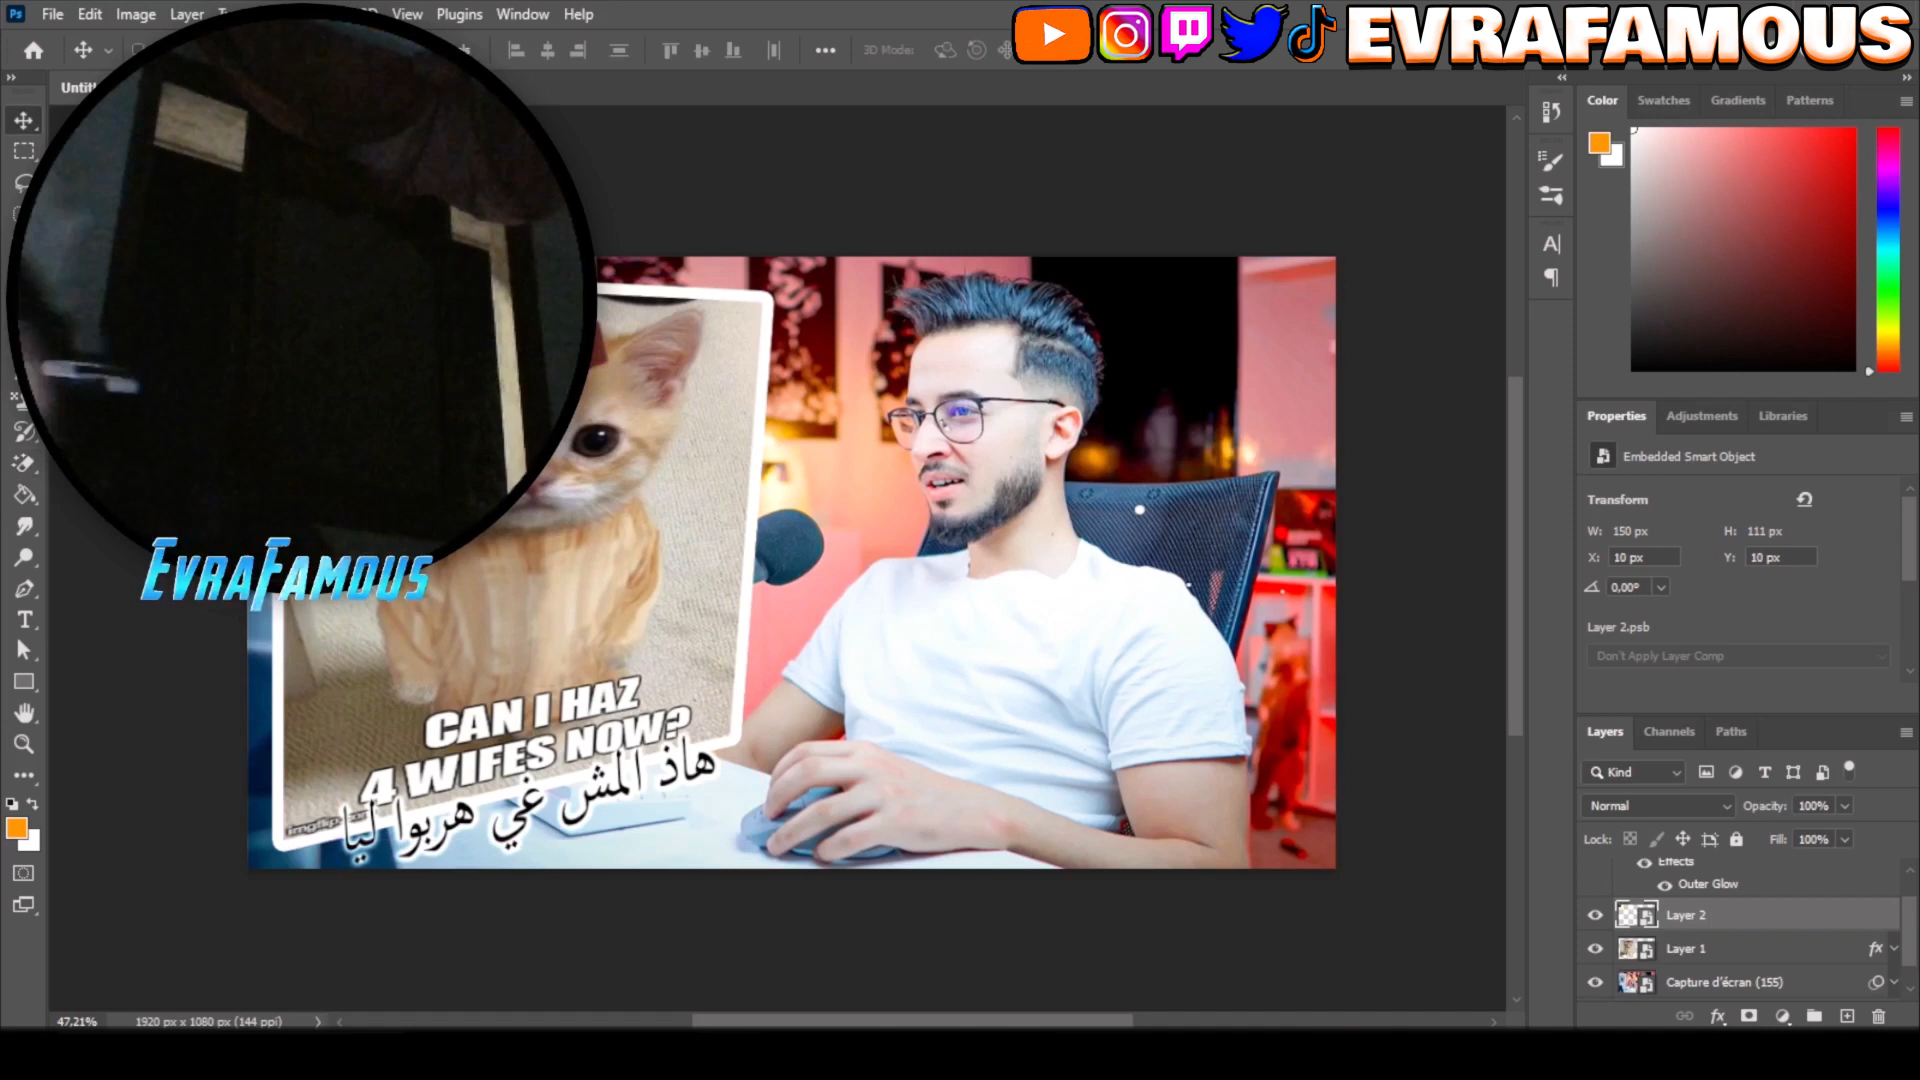 Ps File Edit Image Layer View Plugins Window Help
EVRAFAMOUS
3D Mode:
Color Swatches Gradients Patterns
EVRAFAMOUS
CAN I HAZ
4 WIFES NOW?
هاذ المش غي هربوا ليا
Properties Adjustments Libraries
Embedded Smart Object
Transform
W: 150 px H: 111 px
X: 10 px Y: 10 px
0,00°
Layer 2.psb
Don't Apply Layer Comp
Layers Channels Paths
Kind
Normal Opacity: 100%
Lock: Fill: 100%
Effects
Outer Glow
Layer 2
Layer 1 fx
Capture d'écran (155)
47,21% 1920 px x 1080 px (144 ppi)
fx